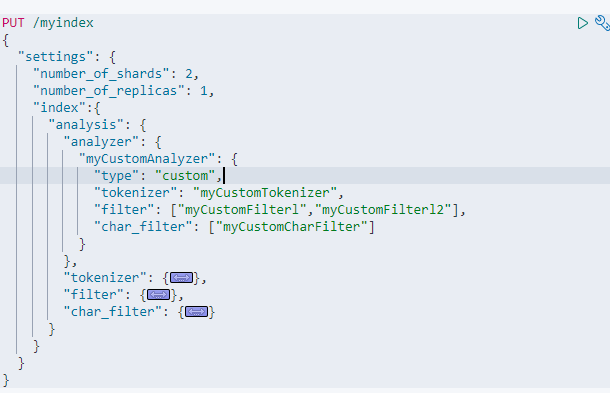 PUT /myindex
{
  "settings": {
    "number_of_shards": 2,
    "number_of_replicas": 1,
    "index":{
      "analysis": {
        "analyzer": {
          "myCustomAnalyzer": {
            "type": "custom",
            "tokenizer": "myCustomTokenizer",
            "filter": ["myCustomFilter1","myCustomFilter12"],
            "char_filter": ["myCustomCharFilter"]
          }
        },
        "tokenizer": {},
        "filter": {},
        "char_filter": {}
      }
    }
  }
}